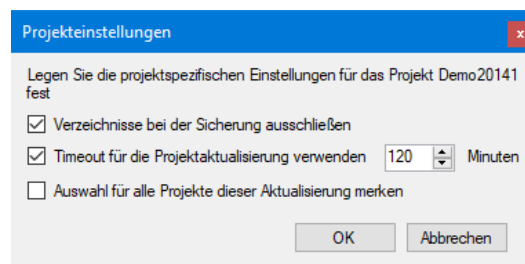 Projekteinstellungen
x
Legen Sie die projektspezifischen Einstellungen für das Projekt Demo20141
fest
Verzeichnisse bei der Sicherung ausschließen
Timeout für die Projektaktualisierung verwenden 120 Minuten
Auswahl für alle Projekte dieser Aktualisierung merken
OK Abbrechen